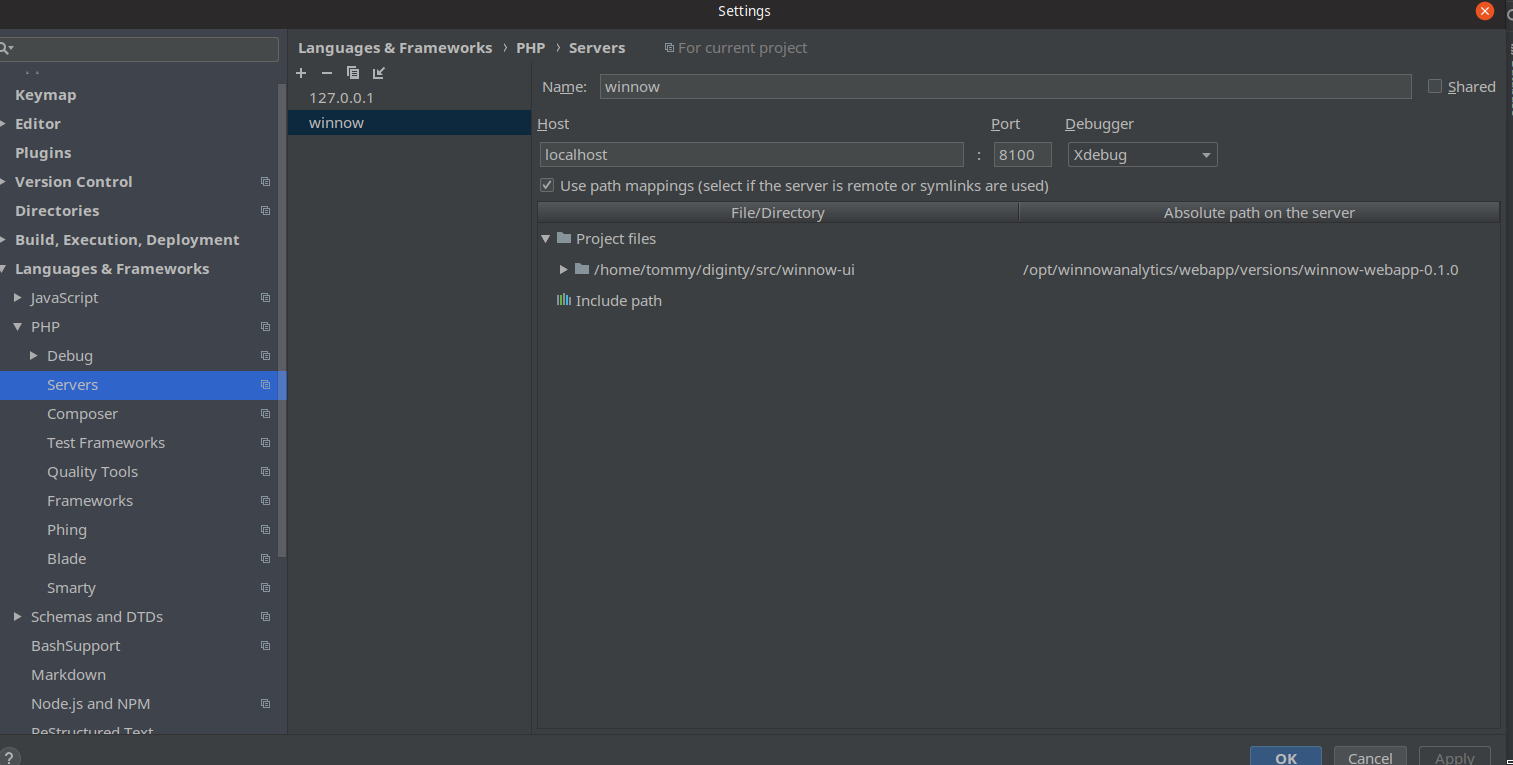 Settings
Languages & Frameworks › PHP › Servers For current project
Keymap
Editor
Plugins
Version Control
Directories
Build, Execution, Deployment
Languages & Frameworks
JavaScript
PHP
Debug
Servers
Composer
Test Frameworks
Quality Tools
Frameworks
Phing
Blade
Smarty
Schemas and DTDs
BashSupport
Markdown
Node.js and NPM
ReStructured Text
?
127.0.0.1
winnow
Name: winnow Shared
Host Port Debugger
localhost : 8100 Xdebug
Use path mappings (select if the server is remote or symlinks are used)
File/Directory Absolute path on the server
Project files
/home/tommy/diginty/src/winnow-ui /opt/winnowanalytics/webapp/versions/winnow-webapp-0.1.0
Include path
OK Cancel Apply